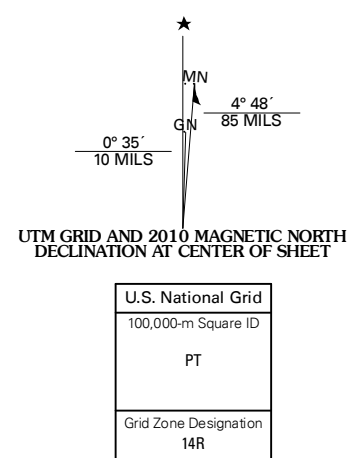 MN
4° 48´
85 MILS
GN
0° 35´
10 MILS
UTM GRID AND 2010 MAGNETIC NORTH
DECLINATION AT CENTER OF SHEET
U.S. National Grid
100,000-m Square ID
PT
Grid Zone Designation
14R